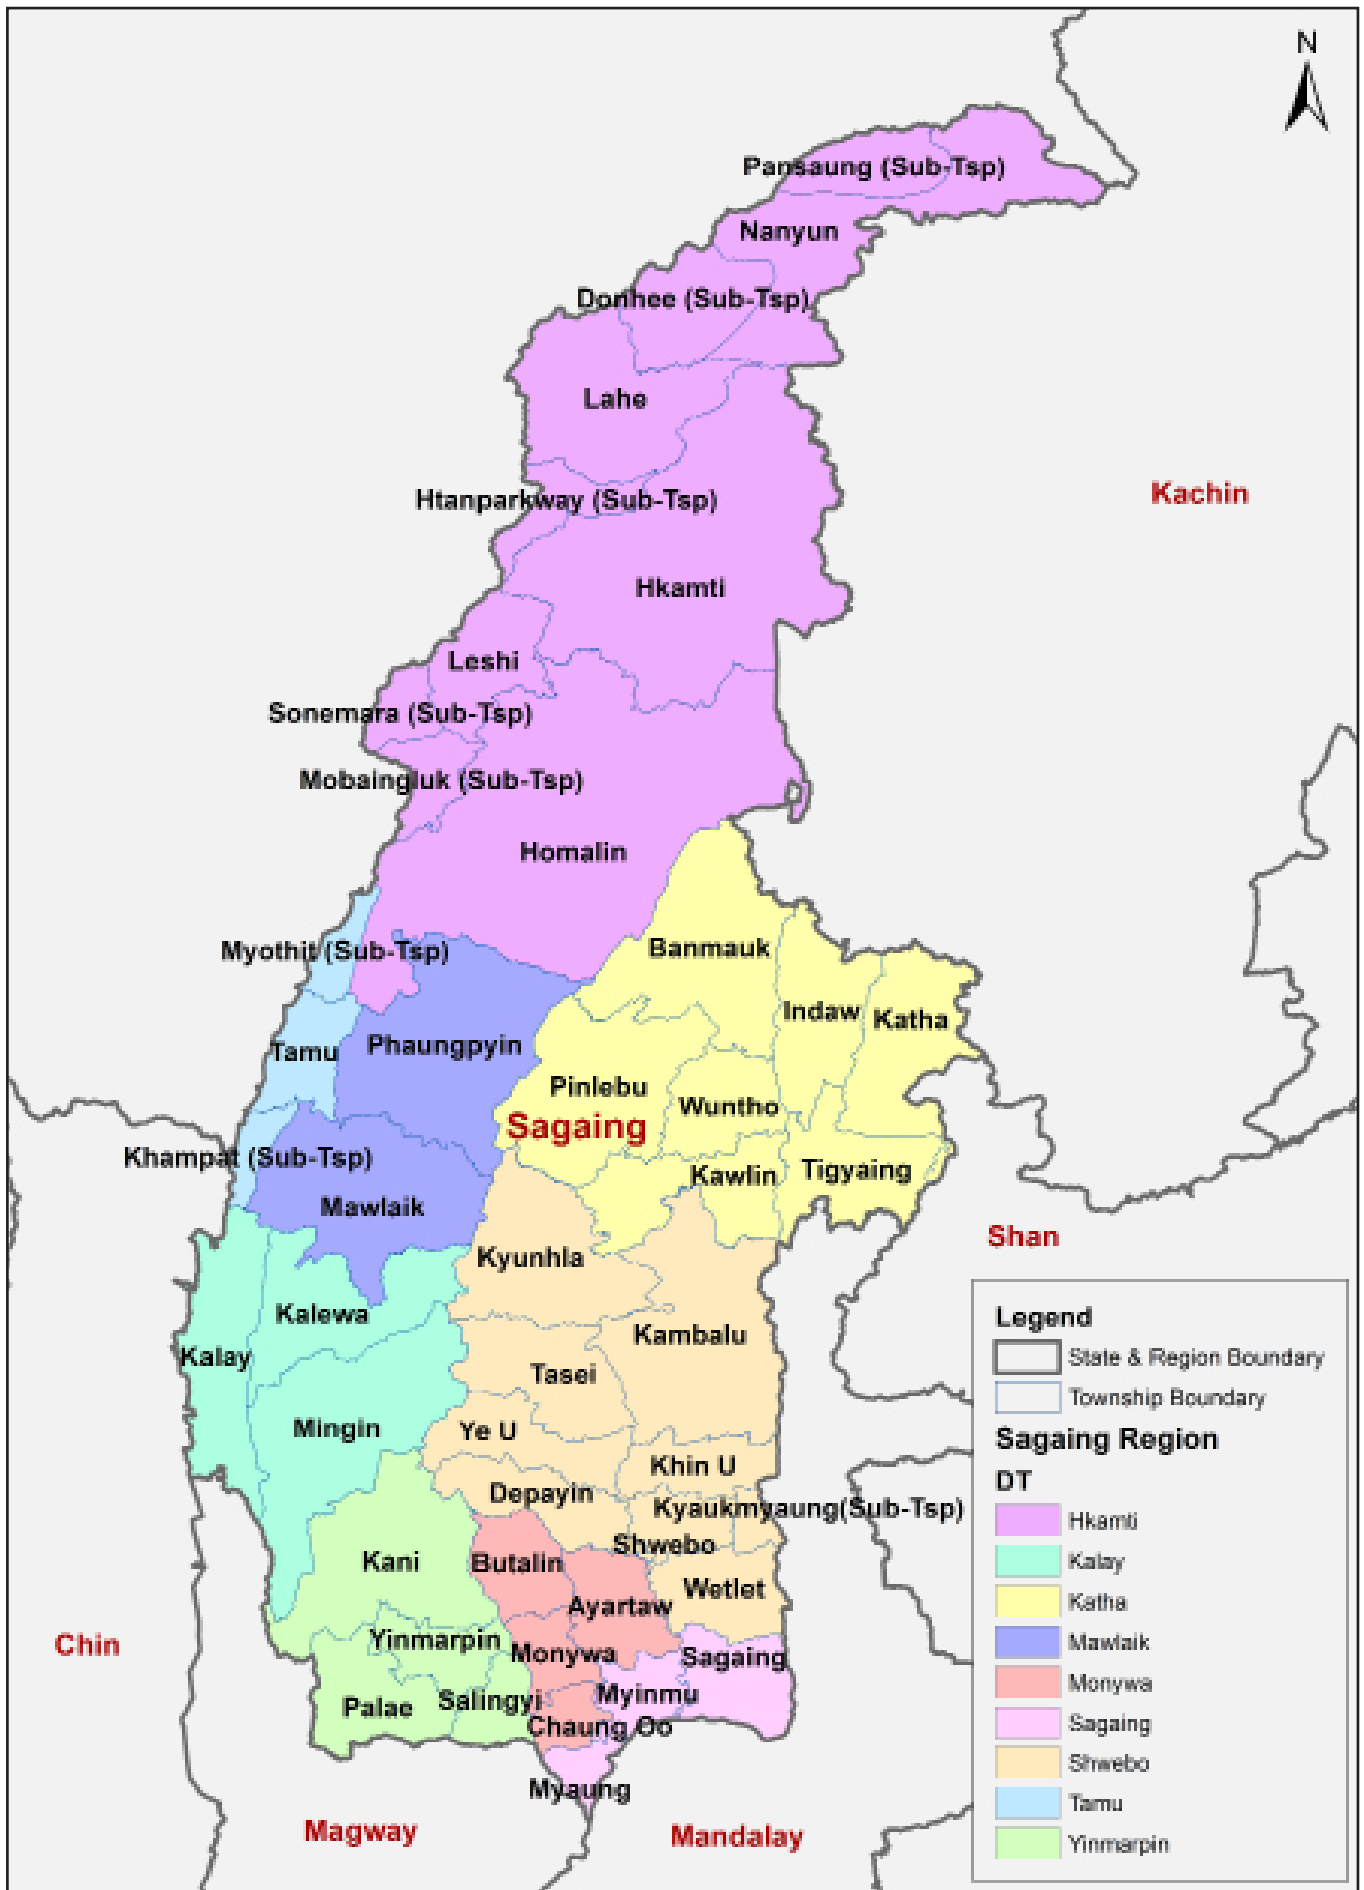 N
Pansaung (Sub-Tsp)
Nanyun
Donhee (Sub-Tsp)
Lahe
Kachin
Htanparkway (Sub-Tsp)
Hkamti
Leshi
Sonemara (Sub-Tsp)
Mobaingluk (Sub-Tsp)
Homalin
Banmauk
Myothit (Sub-Tsp)
Indaw
Katha
Phaungpyin
Tamu
Pinlebu
Wuntho
Sagaing
Khampat (Sub-Tsp)
Tigyaing
Kawlin
Mawlaik
Shan
Kyunhla
Kalewa
Kambalu
Kalay
Tasei
Mingin
Ye U
Khin U
Depayin
Kyaukmyaung(Sub-Tsp)
Shwebo
Kani
Butalin
Wetlet
Ayartaw
Chin
Yinmarpin
Monywa
Sagaing
Myinmu
Salingyi
Palae
Chaung Oo
Myaung
Magway
Mandalay
Legend
State & Region Boundary
Township Boundary
Sagaing Region
DT
Hkamti
Kalay
Katha
Mawlaik
Monywa
Sagaing
Shwebo
Tamu
Yinmarpin